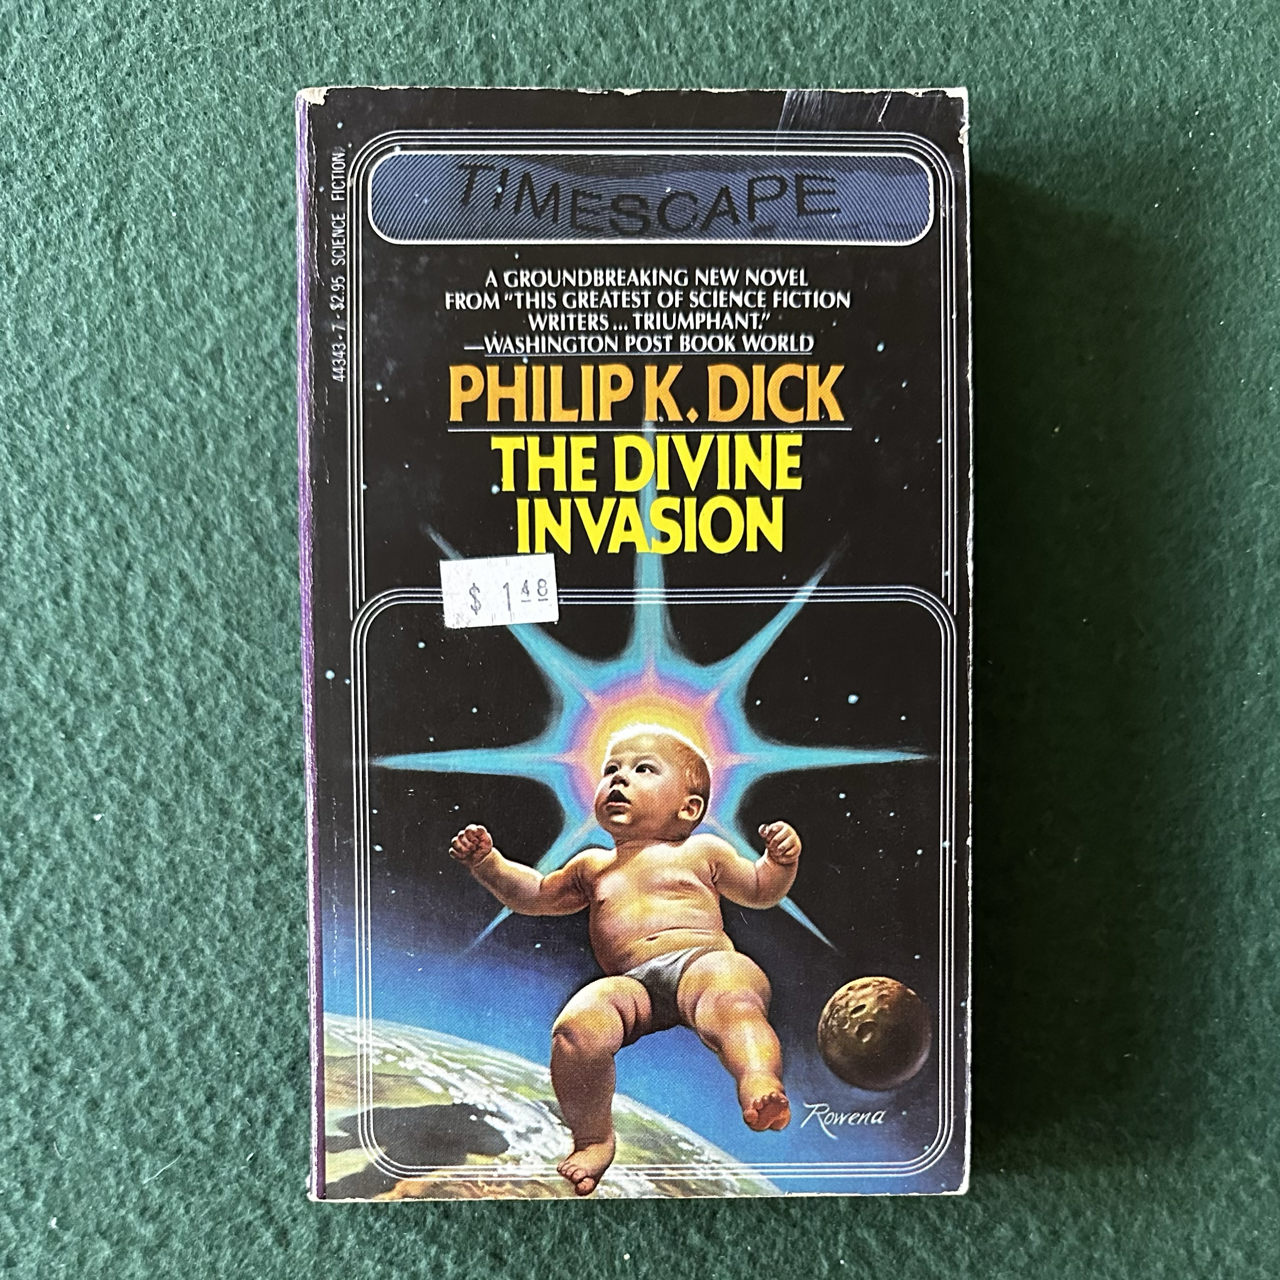 44343-7-$2.95 SCIENCE FICTION
TIMESCAPE
A GROUNDBREAKING NEW NOVEL
FROM "THIS GREATEST OF SCIENCE FICTION
WRITERS... TRIUMPHANT."
—WASHINGTON POST BOOK WORLD
PHILIP K. DICK
THE DIVINE
INVASION
$ 1 48
Rowena